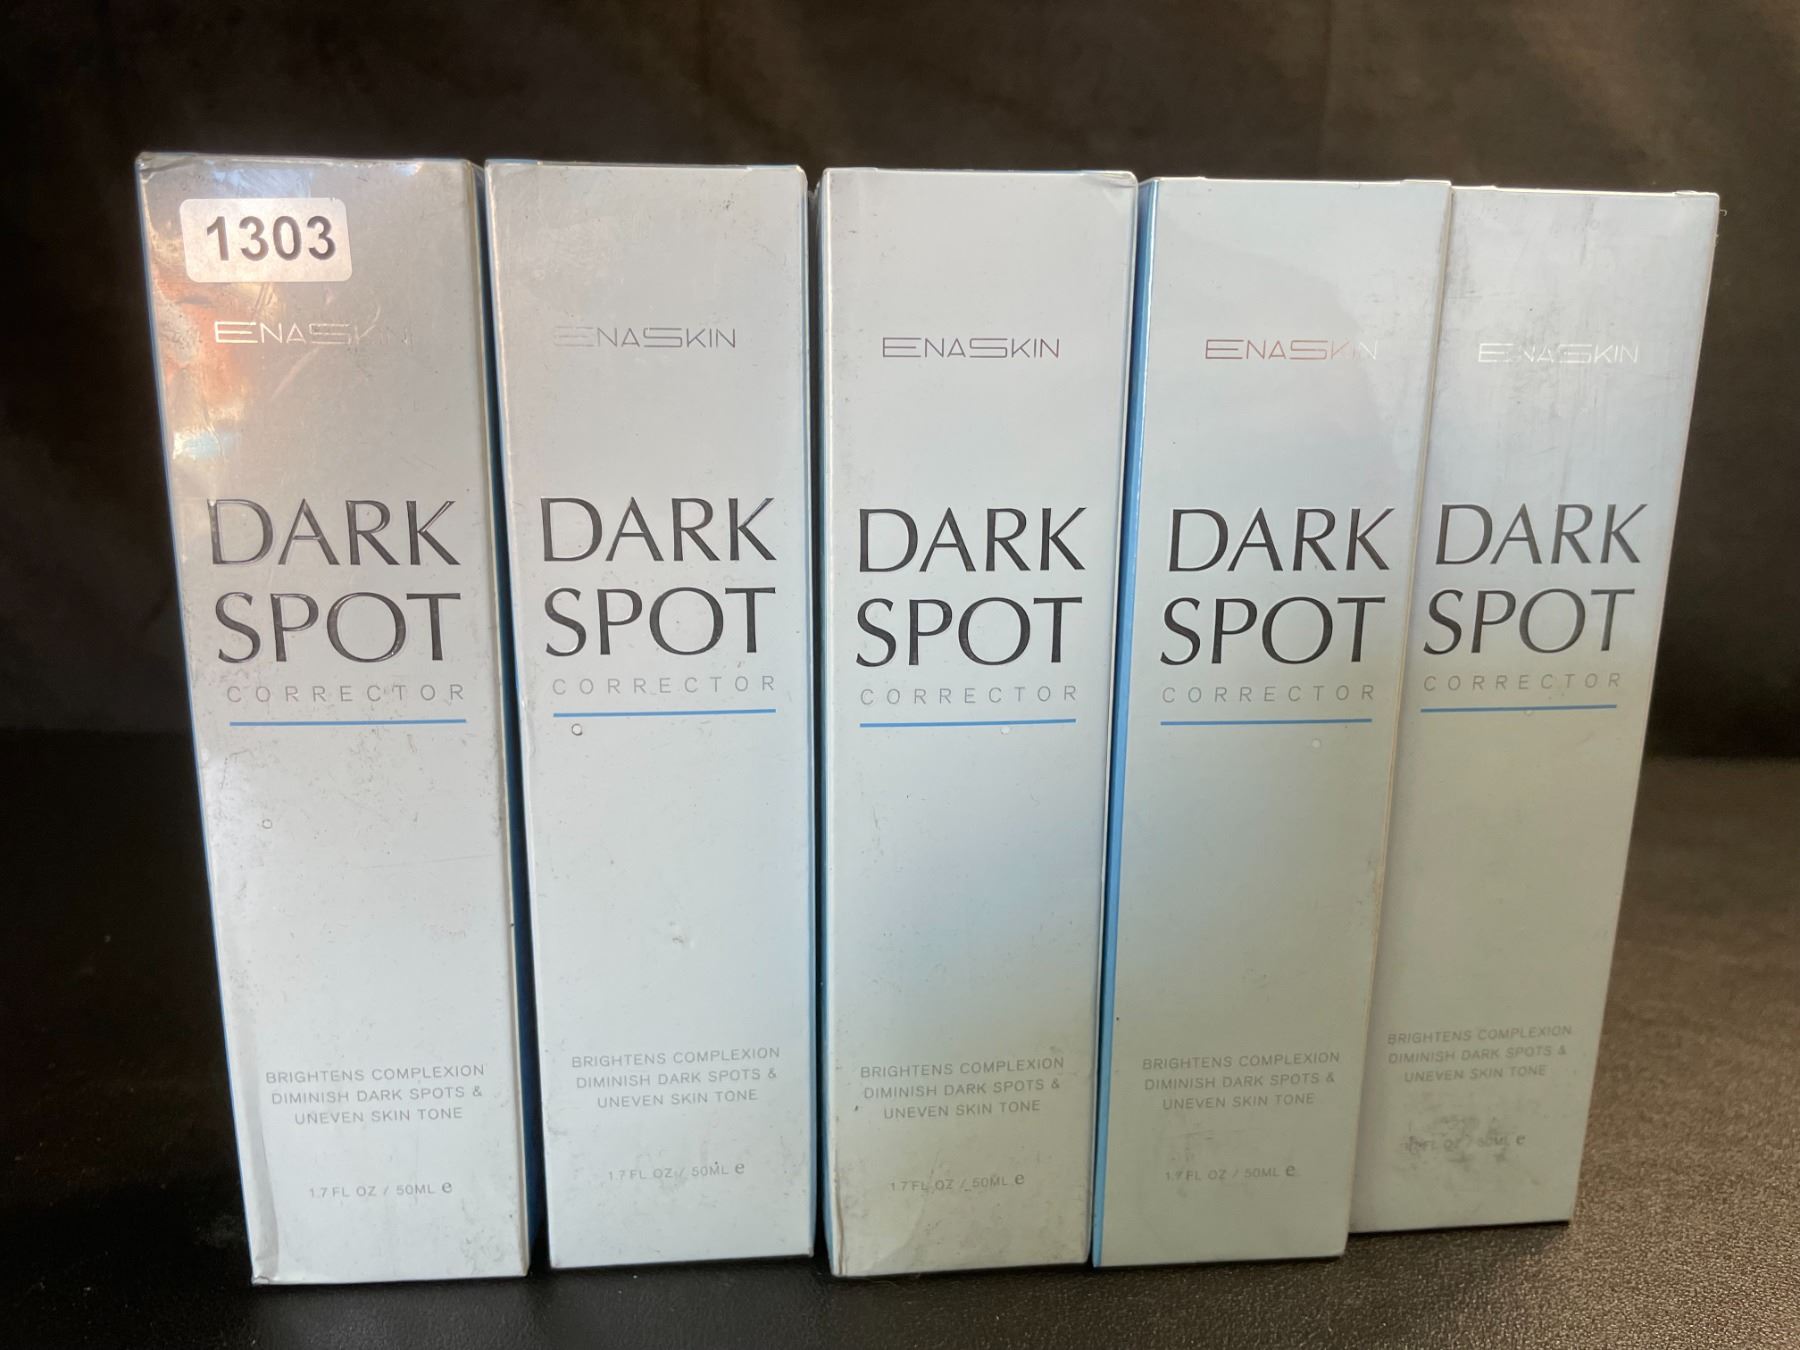 1303
ENASKIN
DARK
SPOT
CORRECTOR
BRIGHTENS COMPLEXION
DIMINISH DARK SPOTS &
UNEVEN SKIN TONE
1.7 FL OZ / 50ML e
ENASKIN
DARK
SPOT
CORRECTOR
BRIGHTENS COMPLEXION
DIMINISH DARK SPOTS &
UNEVEN SKIN TONE
1.7 FL OZ / 50ML e
ENASKIN
DARK
SPOT
CORRECTOR
BRIGHTENS COMPLEXION
DIMINISH DARK SPOTS &
UNEVEN SKIN TONE
1.7 FL OZ / 50ML e
ENASKIN
DARK
SPOT
CORRECTOR
BRIGHTENS COMPLEXION
DIMINISH DARK SPOTS &
UNEVEN SKIN TONE
1.7 FL OZ / 50ML e
ENASKIN
DARK
SPOT
CORRECTOR
BRIGHTENS COMPLEXION
DIMINISH DARK SPOTS &
UNEVEN SKIN TONE
FL OZ / 50ML e